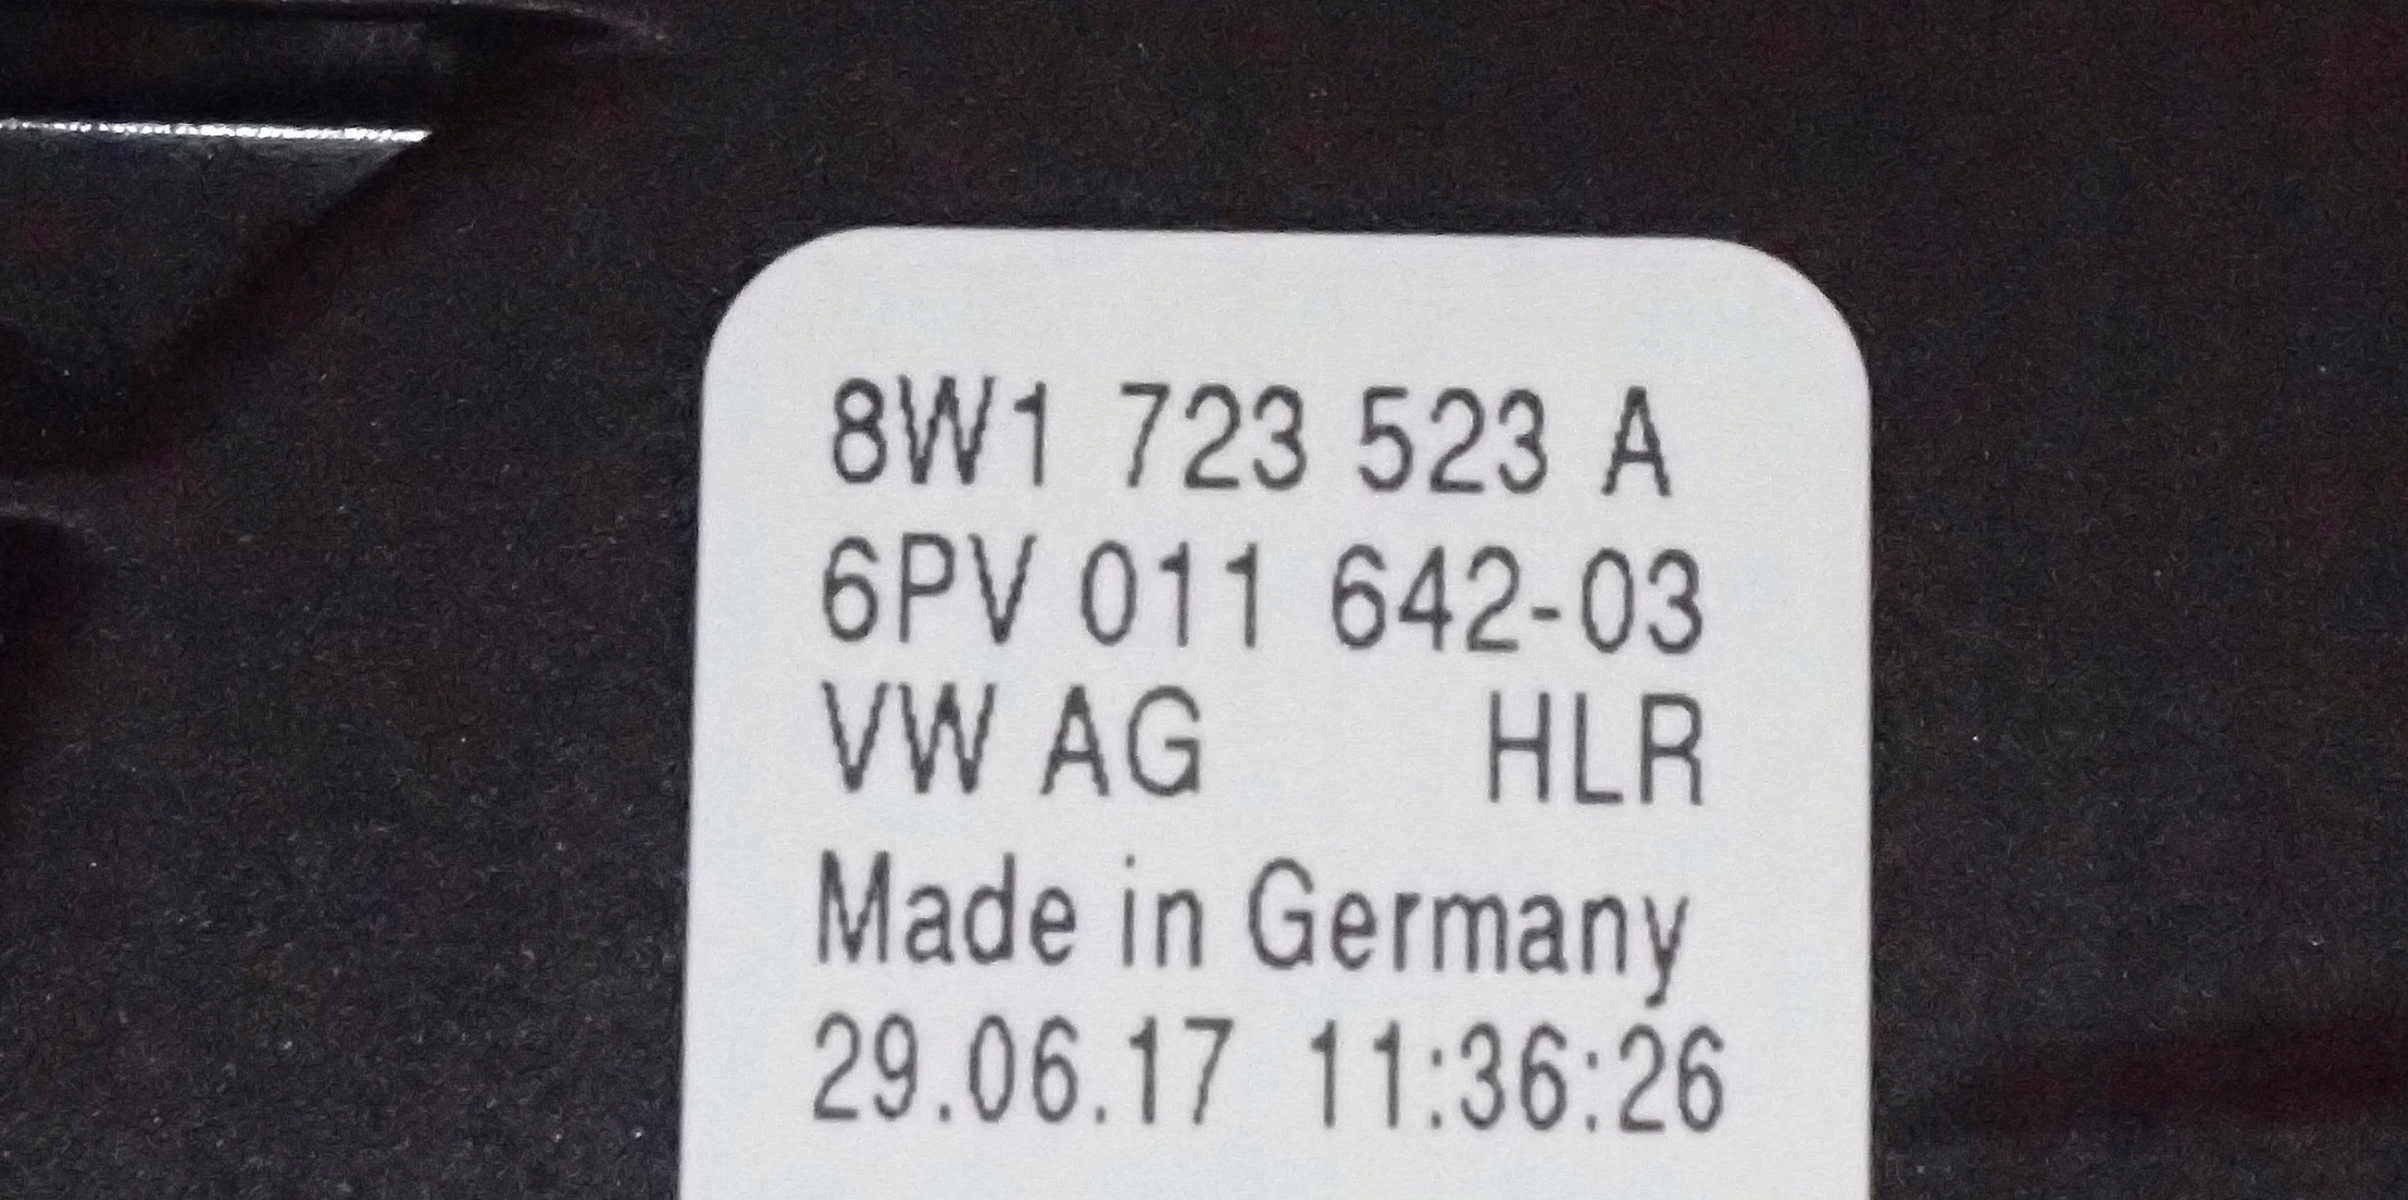 8W1 723 523 A
6PV 011 642-03
VW AG HLR
Made in Germany
29.06.17 11:36:26